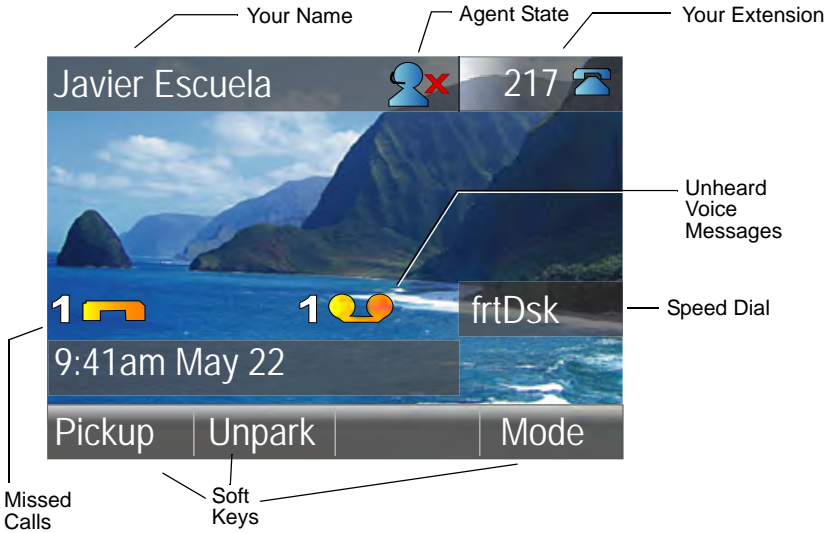 Your Name
Agent State
Your Extension
Javier Escuela
217
Unheard
Voice
Messages
1
1
frtDsk
Speed Dial
9:41am May 22
Pickup
Unpark
Mode
Missed
Calls
Soft
Keys